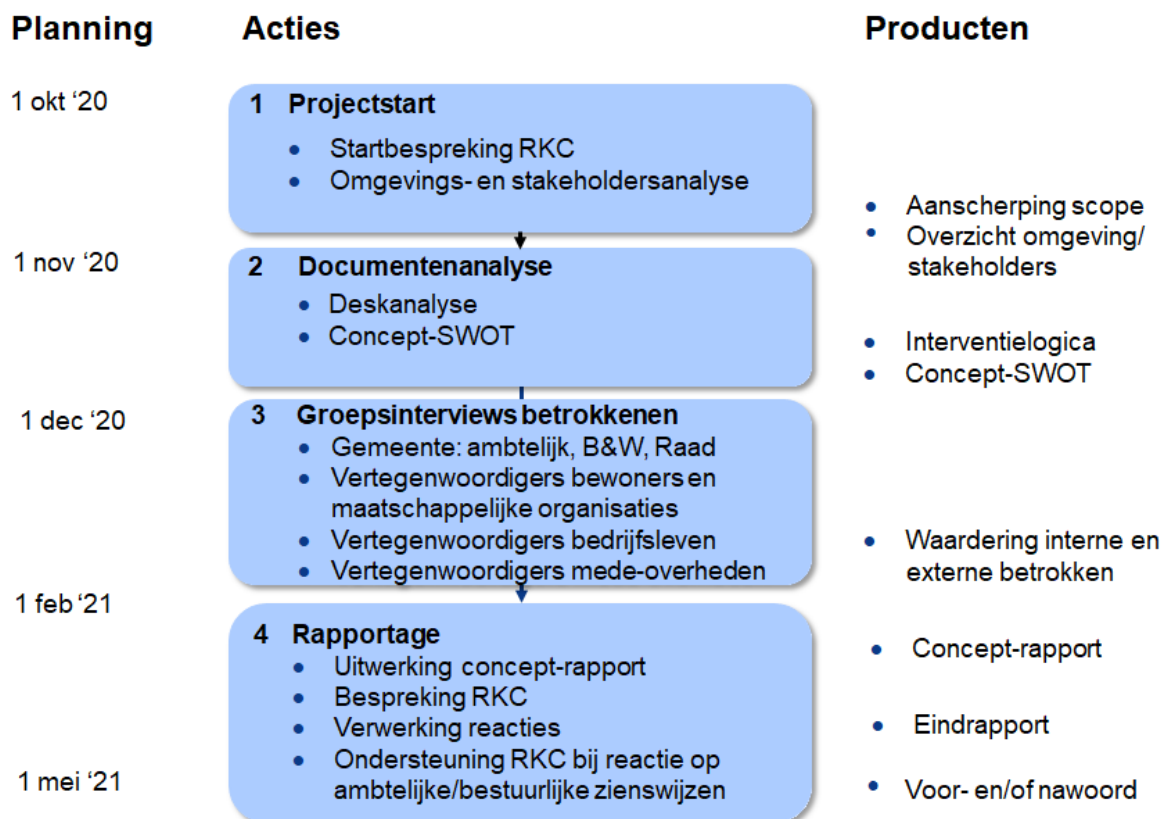 Planning Acties Producten
1 okt ‘20
1 Projectstart
• Startbespreking RKC
• Omgevings- en stakeholdersanalyse
• Aanscherping scope
• Overzicht omgeving/
stakeholders
1 nov ‘20
2 Documentenanalyse
• Deskanalyse
• Concept-SWOT
• Interventielogica
• Concept-SWOT
1 dec ‘20
3 Groepsinterviews betrokkenen
• Gemeente: ambtelijk, B&W, Raad
• Vertegenwoordigers bewoners en
maatschappelijke organisaties
• Vertegenwoordigers bedrijfsleven
• Vertegenwoordigers mede-overheden
• Waardering interne en
externe betrokken
1 feb ‘21
4 Rapportage
• Uitwerking concept-rapport
• Bespreking RKC
• Verwerking reacties
• Ondersteuning RKC bij reactie op
ambtelijke/bestuurlijke zienswijzen
• Concept-rapport
• Eindrapport
1 mei ‘21
• Voor- en/of nawoord